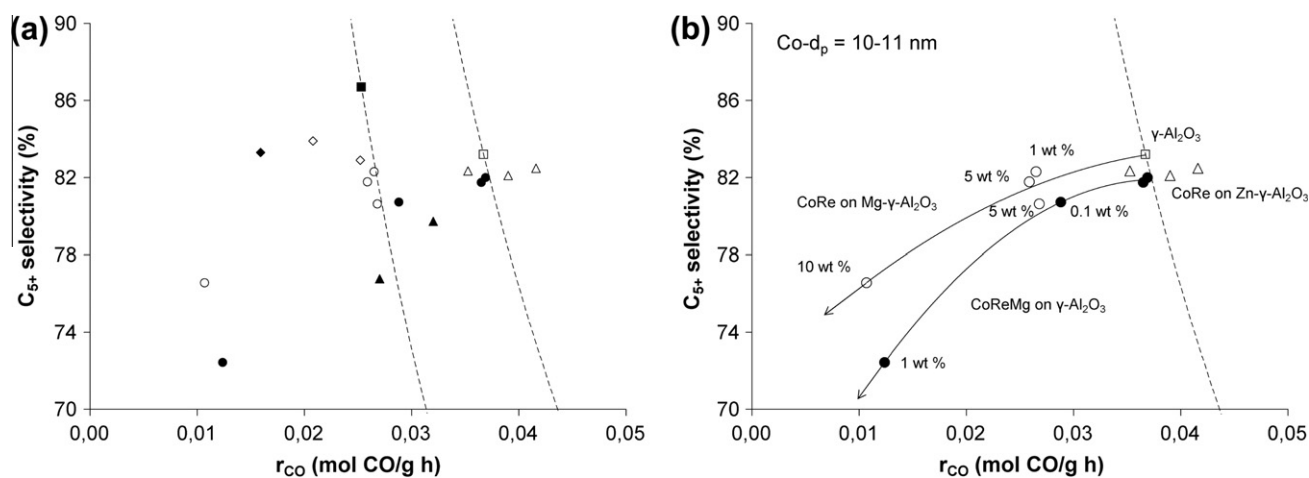 (a)
90
86
82
78
74
70
C5+ selectivity (%)
0,00
0,01
0,02
0,03
0,04
0,05
rCO (mol CO/g h)
(b)
Co-dp = 10-11 nm
90
86
82
78
74
70
C5+ selectivity (%)
γ-Al2O3
1 wt %
5 wt %
CoRe on Mg-γ-Al2O3
5 wt %
0.1 wt %
CoRe on Zn-γ-Al2O3
10 wt %
CoReMg on γ-Al2O3
1 wt %
0,00
0,01
0,02
0,03
0,04
0,05
rCO (mol CO/g h)